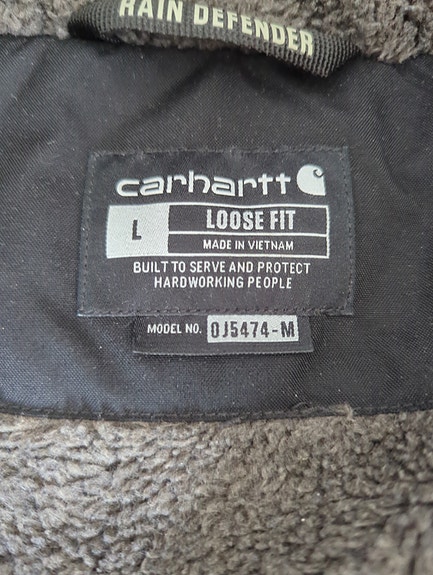 RAIN DEFENDER
carhartt
L
LOOSE FIT
MADE IN VIETNAM
BUILT TO SERVE AND PROTECT
HARDWORKING PEOPLE
MODEL NO. OJ5474-M